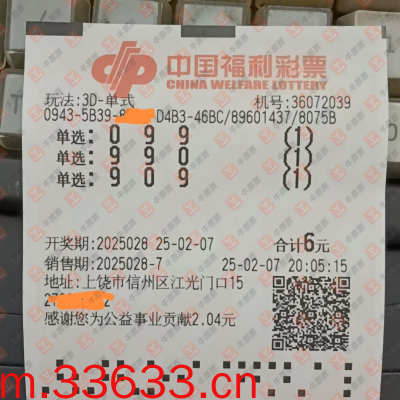 中国福利彩票
CHINA WELFARE LOTTERY
玩法:3D-单式 机号:36072039
0943-5B39- D4B3-46BC/89601437/8075B
单选: 0 9 9 (1)
单选: 9 9 0 (1)
单选: 9 0 9 (1)
开奖期:2025028 25-02-07 合计6元
销售期:2025028-7 25-02-07 20:05:15
地址:上饶市信州区江光门口15
感谢您为公益事业贡献2.04元
m.33633.cn